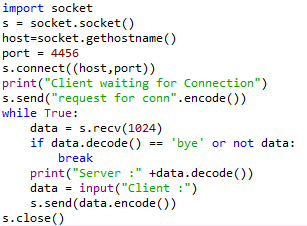 import socket
s = socket.socket()
host=socket.gethostname()
port = 4456
s.connect((host,port))
print("Client waiting for Connection")
s.send("request for conn".encode())
while True:
    data = s.recv(1024)
    if data.decode() == 'bye' or not data:
        break
    print("Server :" +data.decode())
    data = input("Client :")
    s.send(data.encode())
s.close()